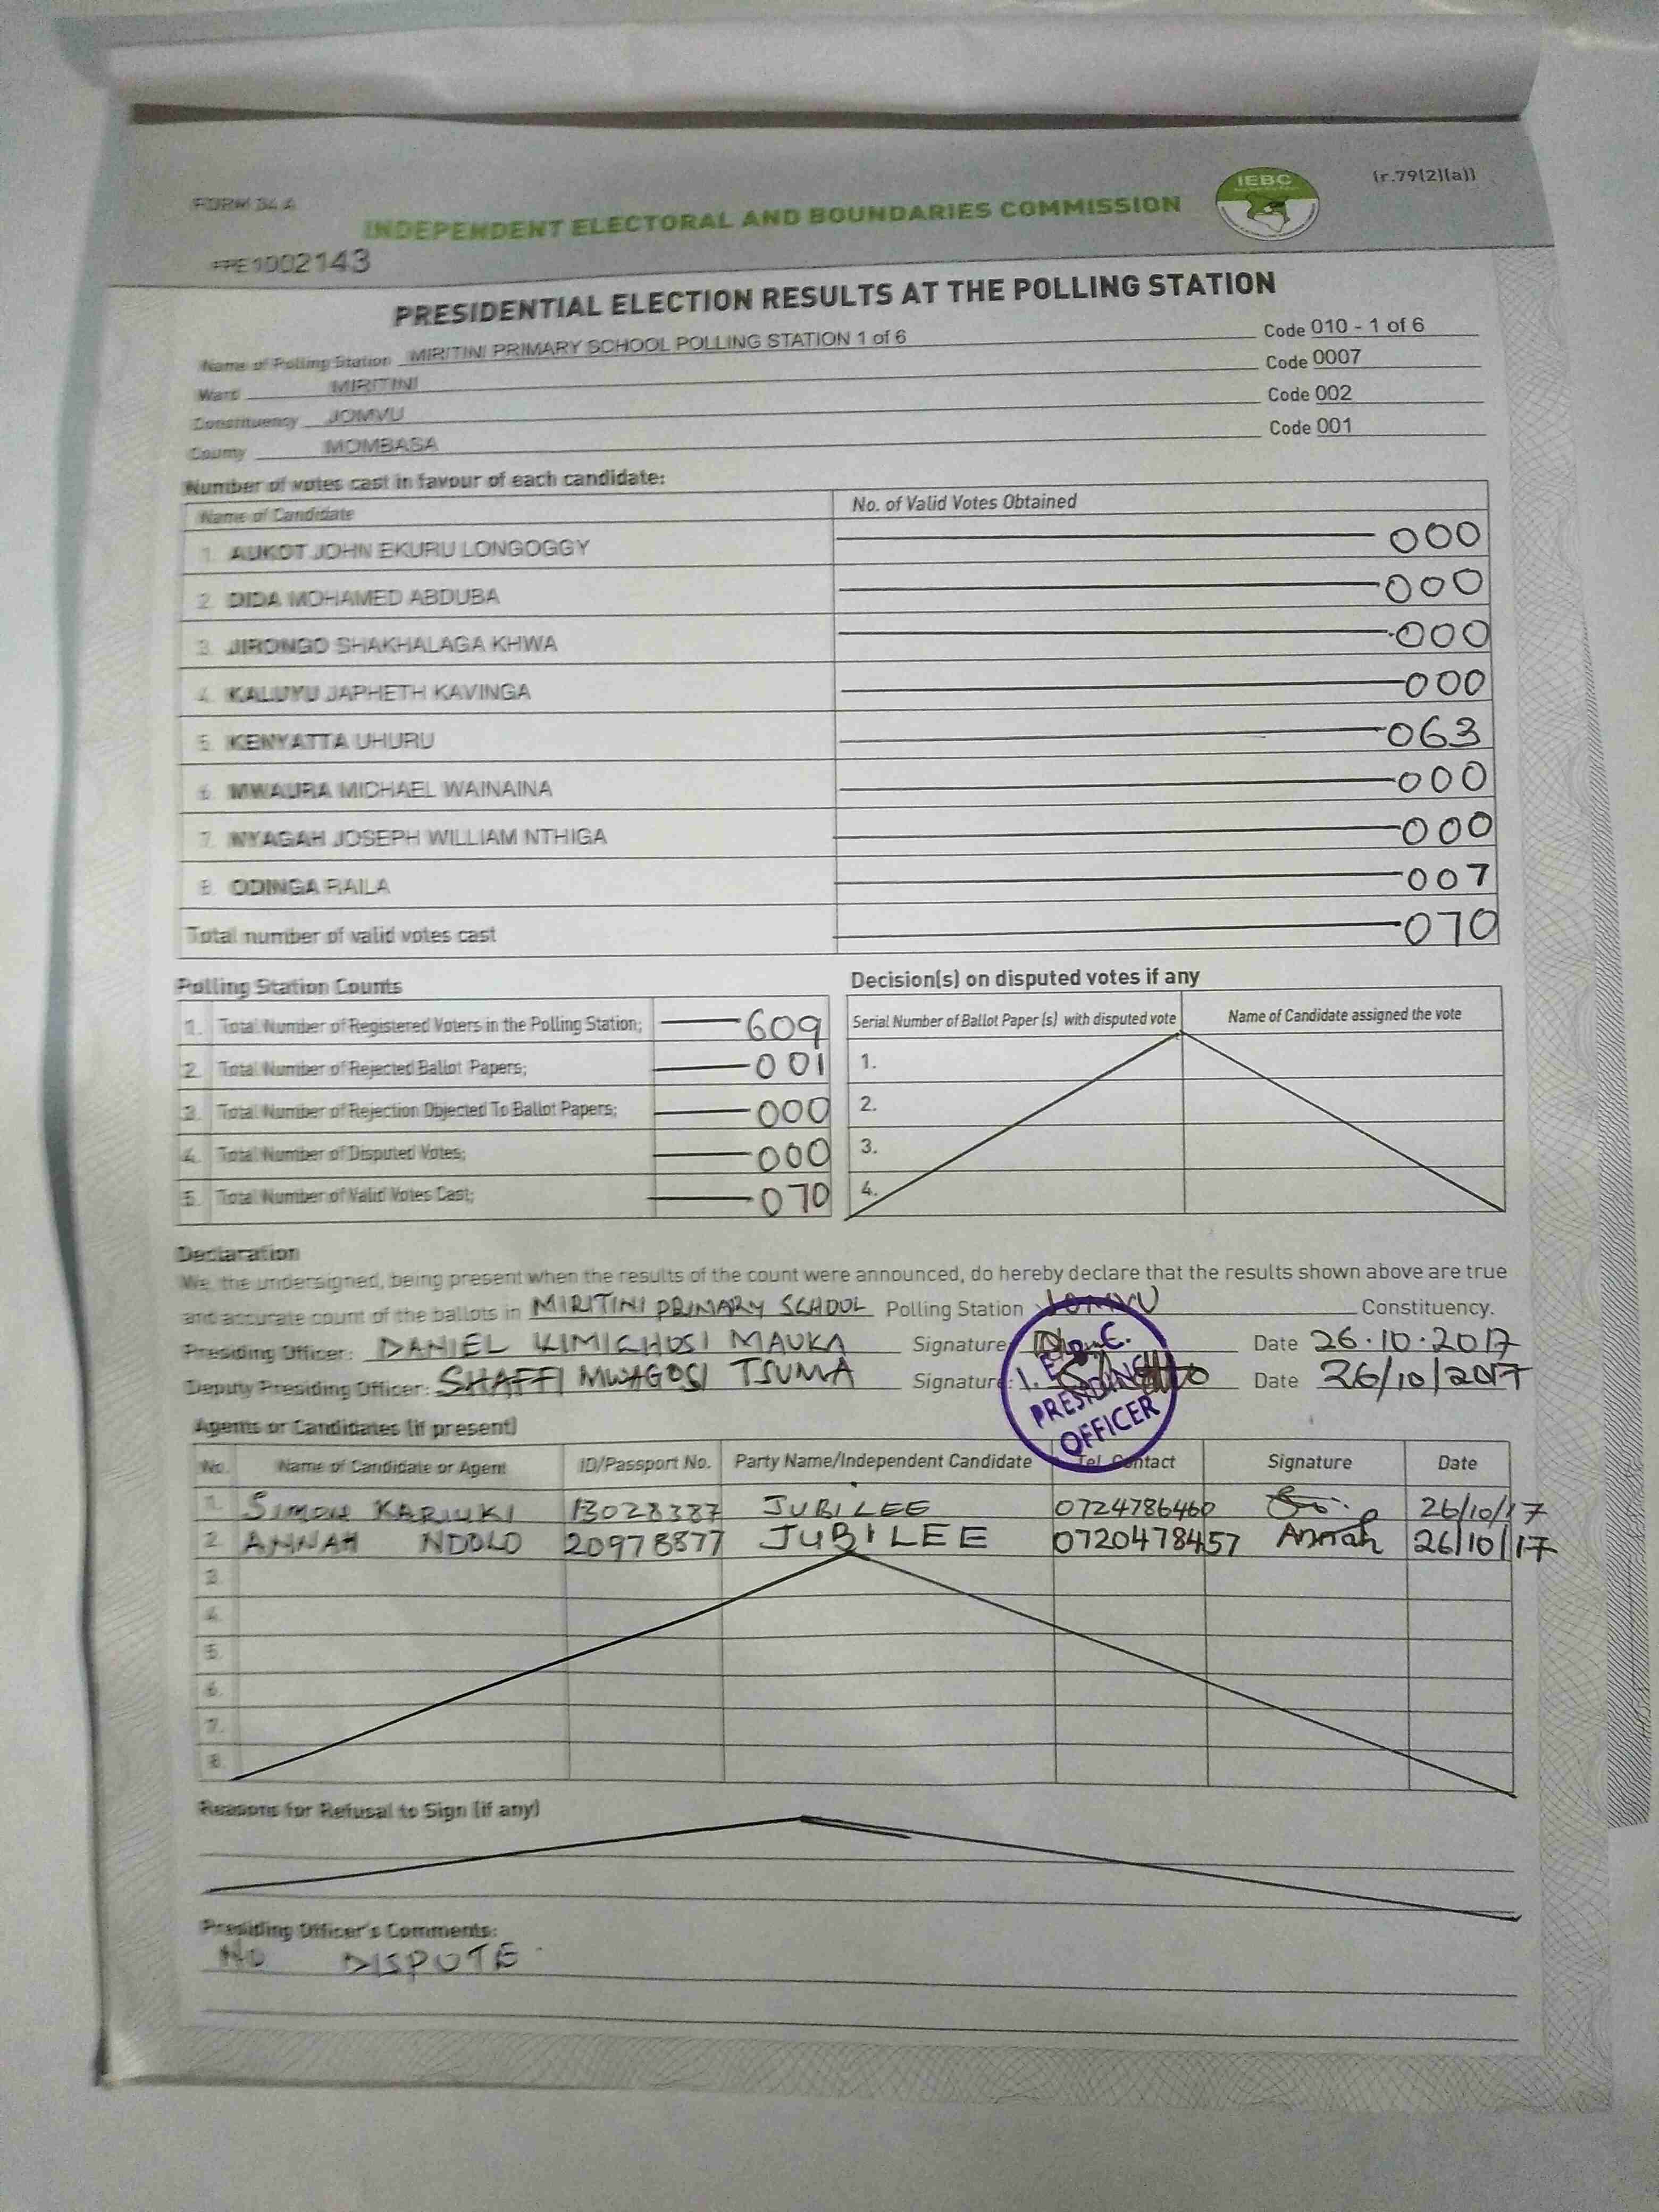 FORM 34 A
(r.79(2)(a))
IEBC
INDEPENDENT ELECTORAL AND BOUNDARIES COMMISSION
1002143
PRESIDENTIAL ELECTION RESULTS AT THE POLLING STATION
Name of Polling Station MIRITINI PRIMARY SCHOOL POLLING STATION 1 of 6 Code 010 - 1 of 6
Ward MIRITINI Code 0007
Constituency JOMVU Code 002
County MOMBASA Code 001
Number of votes cast in favour of each candidate:
Name of Candidate No. of Valid Votes Obtained
1. AUKOT JOHN EKURU LONGOGGY 000
2. DIDA MOHAMED ABDUBA 000
3. JIRONGO SHAKHALAGA KHWA 000
4. KALUYU JAPHETH KAVINGA 000
5. KENYATTA UHURU 063
6. MWAURA MICHAEL WAINAINA 000
7. NYAGAH JOSEPH WILLIAM NTHIGA 000
8. ODINGA RAILA 007
Total number of valid votes cast 070
Polling Station Counts
1. Total Number of Registered Voters in the Polling Station; 609
2. Total Number of Rejected Ballot Papers; 001
3. Total Number of Rejection Objected To Ballot Papers; 000
4. Total Number of Disputed Votes; 000
5. Total Number of Valid Votes Cast; 070
Decision(s) on disputed votes if any
Serial Number of Ballot Paper (s) with disputed vote Name of Candidate assigned the vote
1.
2.
3.
4.
Declaration
We, the undersigned, being present when the results of the count were announced, do hereby declare that the results shown above are true
and accurate count of the ballots in MIRITINI PRIMARY SCHOOL Polling Station JOMVU Constituency.
Presiding Officer: DANIEL KIMICHOSI MAUKA Signature Date 26.10.2017
Deputy Presiding Officer: SHAFFI MWAGOSI TSUMA Signature: Date 26/10/2017
I.E.B.C.
PRESIDING
OFFICER
Agents or Candidates (if present)
No. Name of Candidate or Agent ID/Passport No. Party Name/Independent Candidate Tel. Contact Signature Date
1. SIMON KARIUKI 13028387 JUBILEE 0724786460 26/10/17
2. ANNAH NDOLO 20978877 JUBILEE 0720478457 Annah 26/10/17
3.
4.
5.
6.
7.
8.
Reasons for Refusal to Sign (if any)
Presiding Officer's Comments:
NO DISPUTE